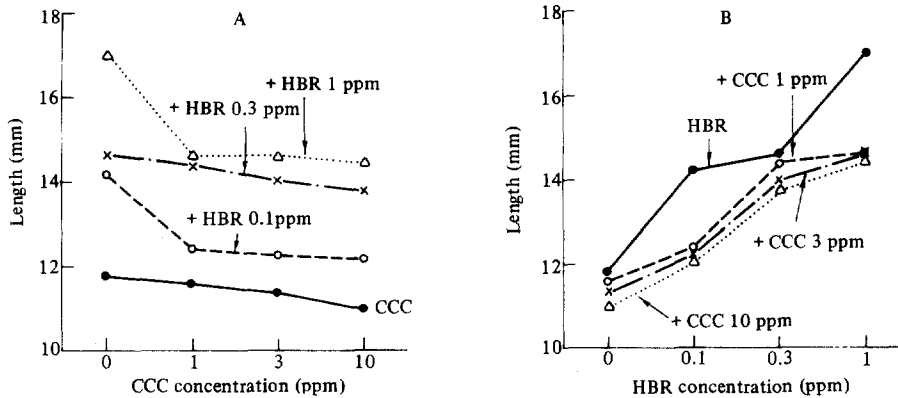 A
18
16
14
12
10
Length (mm)
+ HBR 1 ppm
+ HBR 0.3 ppm
+ HBR 0.1ppm
CCC
0 1 3 10
CCC concentration (ppm)
B
18
16
14
12
10
Length (mm)
+ CCC 1 ppm
HBR
+ CCC 3 ppm
+ CCC 10 ppm
0 0.1 0.3 1
HBR concentration (ppm)